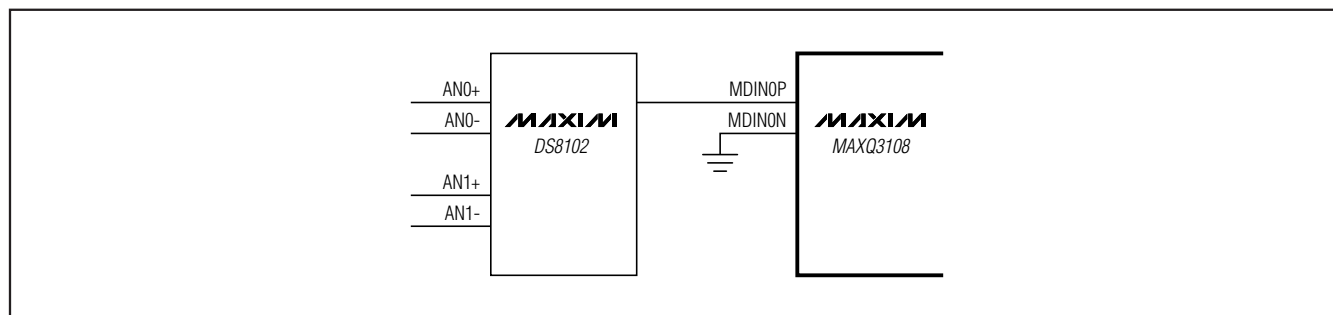 AN0+
AN0-
AN1+
AN1-
MAXIM
DS8102
MDIN0P
MDIN0N
MAXIM
MAXQ3108